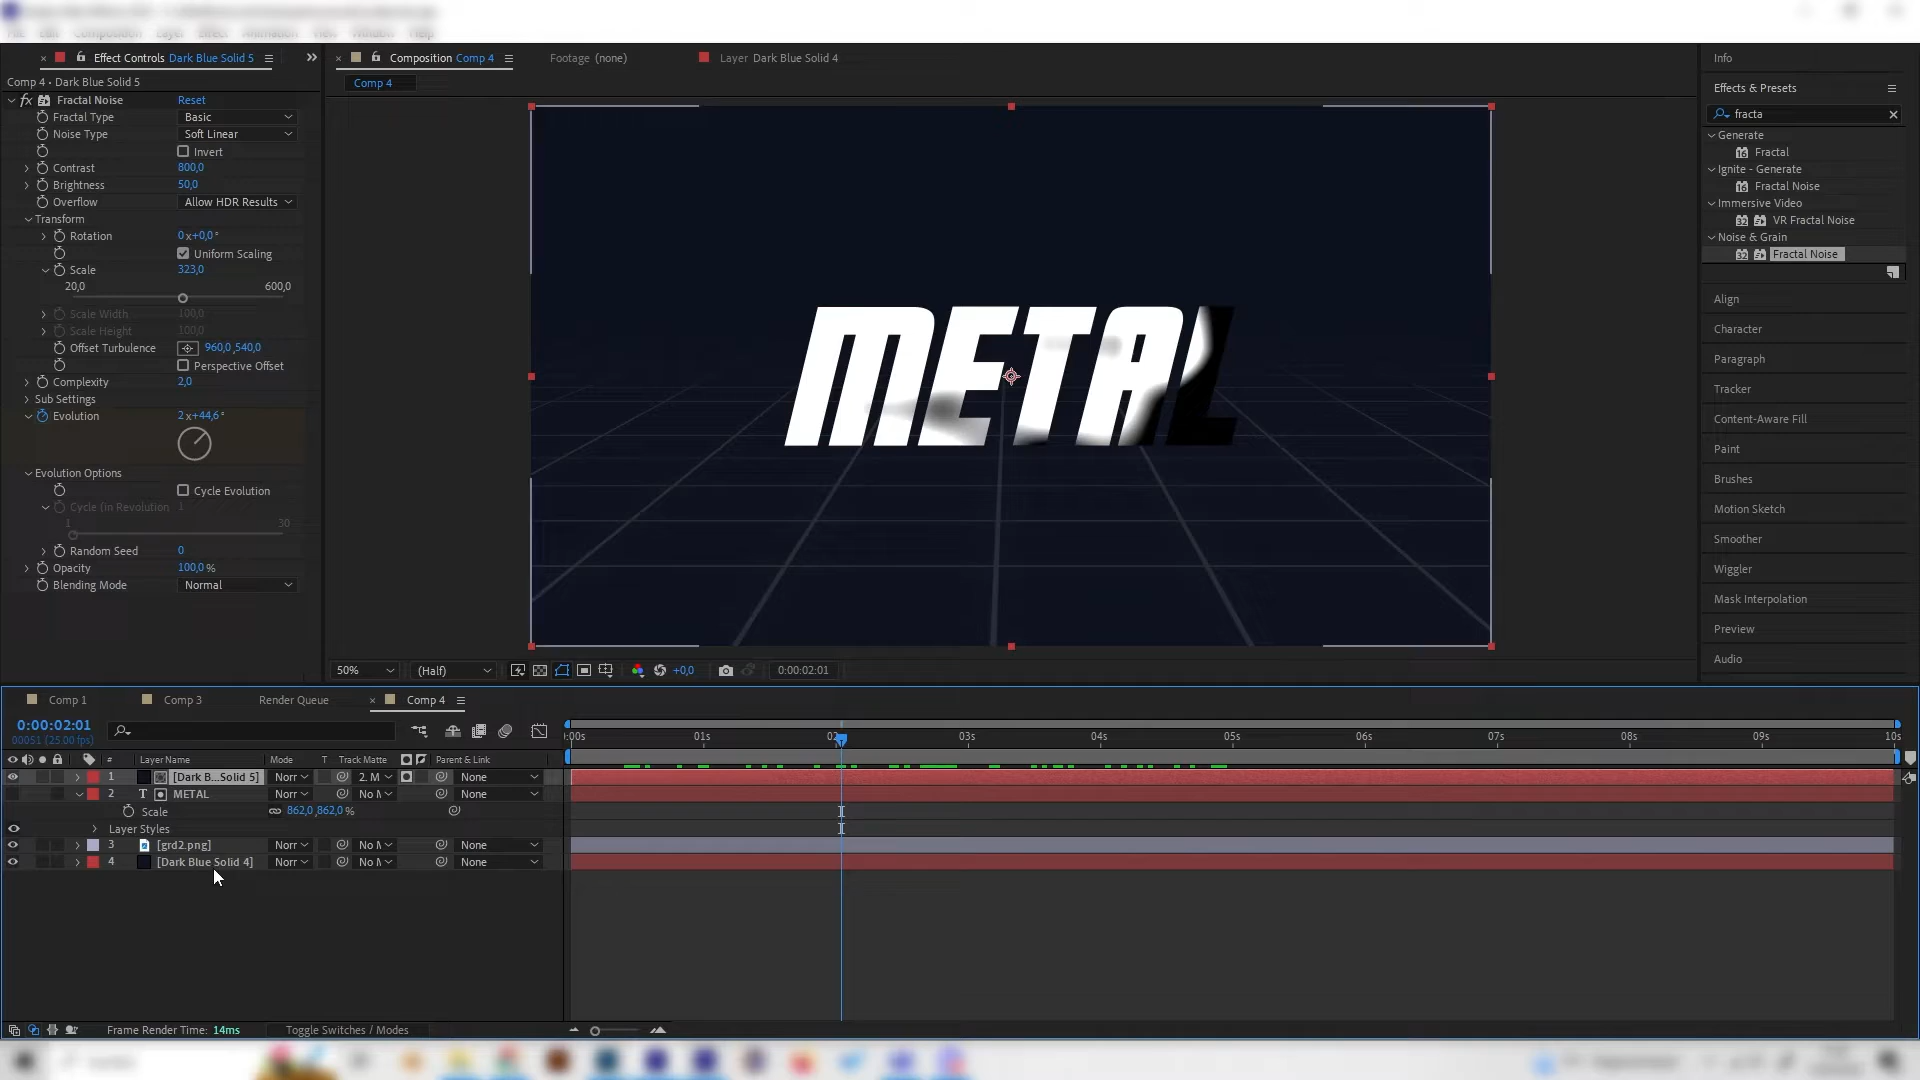 Effect Controls Dark Blue Solid 5
Comp 4 • Dark Blue Solid 5
fx Fractal Noise Reset
Fractal Type Basic
Noise Type Soft Linear
Invert
Contrast 800,0
Brightness 50,0
Overflow Allow HDR Results
Transform
Rotation 0x+0,0°
Uniform Scaling
Scale 323,0
20,0 600,0
Scale Width 100,0
Scale Height 100,0
Offset Turbulence 960,0,540,0
Perspective Offset
Complexity 2,0
Sub Settings
Evolution 2x+44,6°
Evolution Options
Cycle Evolution
Cycle (in Revolution 1
1 30
Random Seed 0
Opacity 100,0 %
Blending Mode Normal
Composition Comp 4
Footage (none)
Layer Dark Blue Solid 4
Comp 4
METAL
50% (Half) +0,0 0:00:02:01
Info
Effects & Presets
fracta
Generate
Fractal
Ignite - Generate
Fractal Noise
Immersive Video
VR Fractal Noise
Noise & Grain
Fractal Noise
Align
Character
Paragraph
Tracker
Content-Aware Fill
Paint
Brushes
Motion Sketch
Smoother
Wiggler
Mask Interpolation
Preview
Audio
Comp 1 Comp 3 Render Queue Comp 4
0:00:02:01
00051 (25.00 fps)
:00s 01s 02 03s 04s 05s 06s 07s 08s 09s 10s
# Layer Name Mode T Track Matte Parent & Link
1 [Dark B...Solid 5] Norr 2. M None
2 T METAL Norr No M None
Scale 862,0,862,0 %
Layer Styles
3 [grd2.png] Norr No M None
4 [Dark Blue Solid 4] Norr No M None
Frame Render Time: 14ms Toggle Switches / Modes